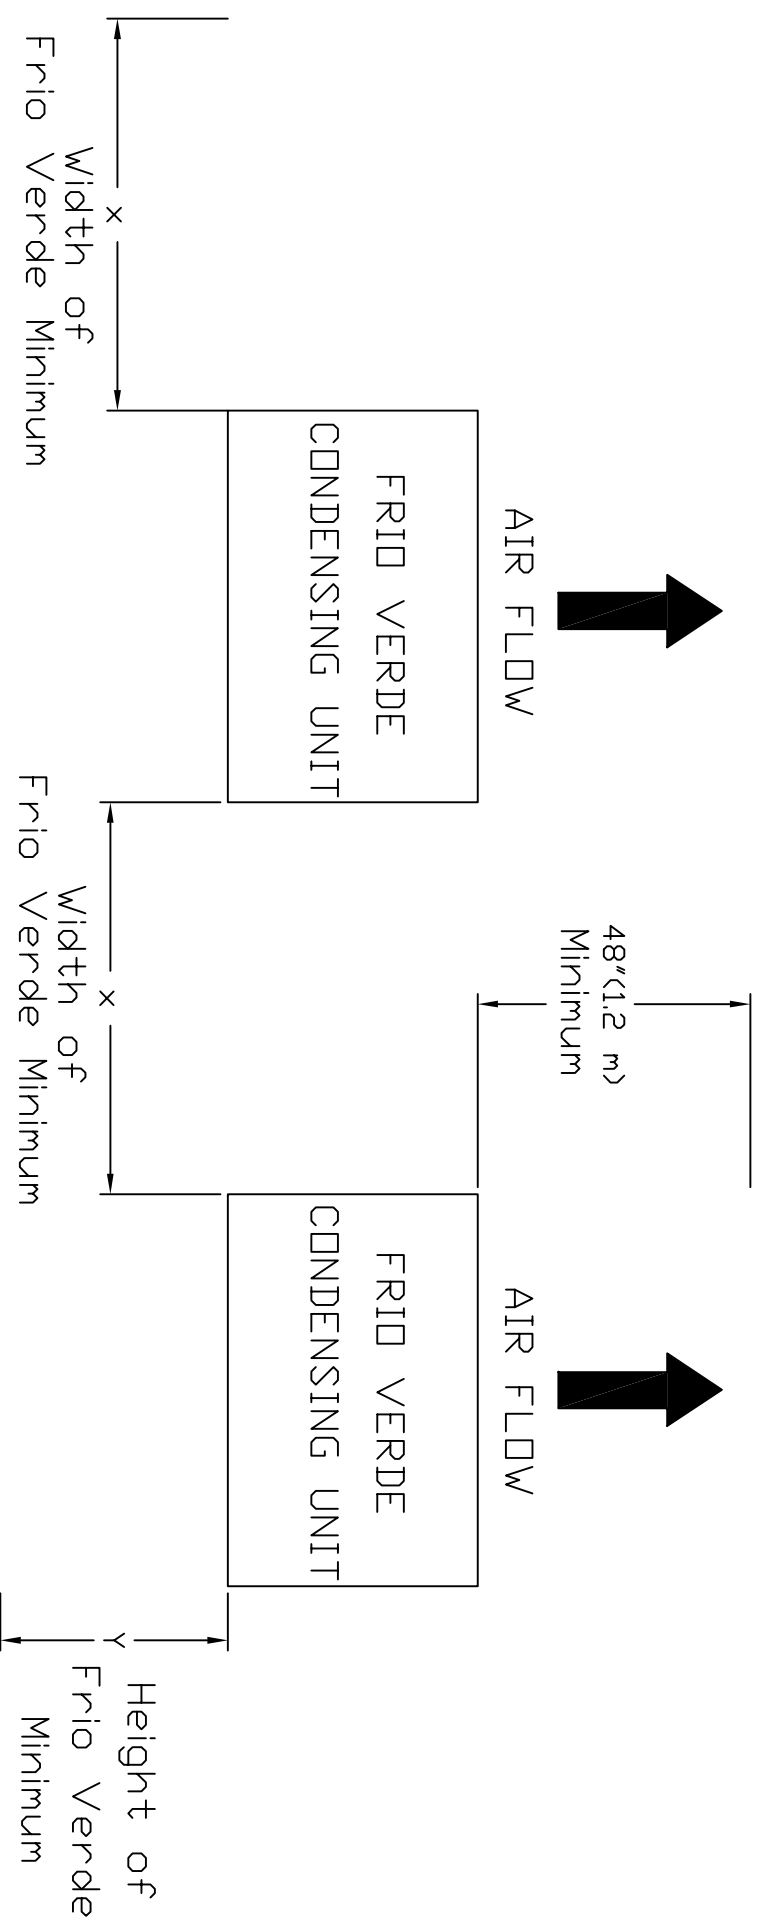 AIR FLOW
AIR FLOW
48"(1.2 m)
Minimum
FRIO VERDE
CONDENSING UNIT
FRIO VERDE
CONDENSING UNIT
X
Width of
Frio Verde Minimum
X
Width of
Frio Verde Minimum
Y
Height of
Frio Verde
Minimum